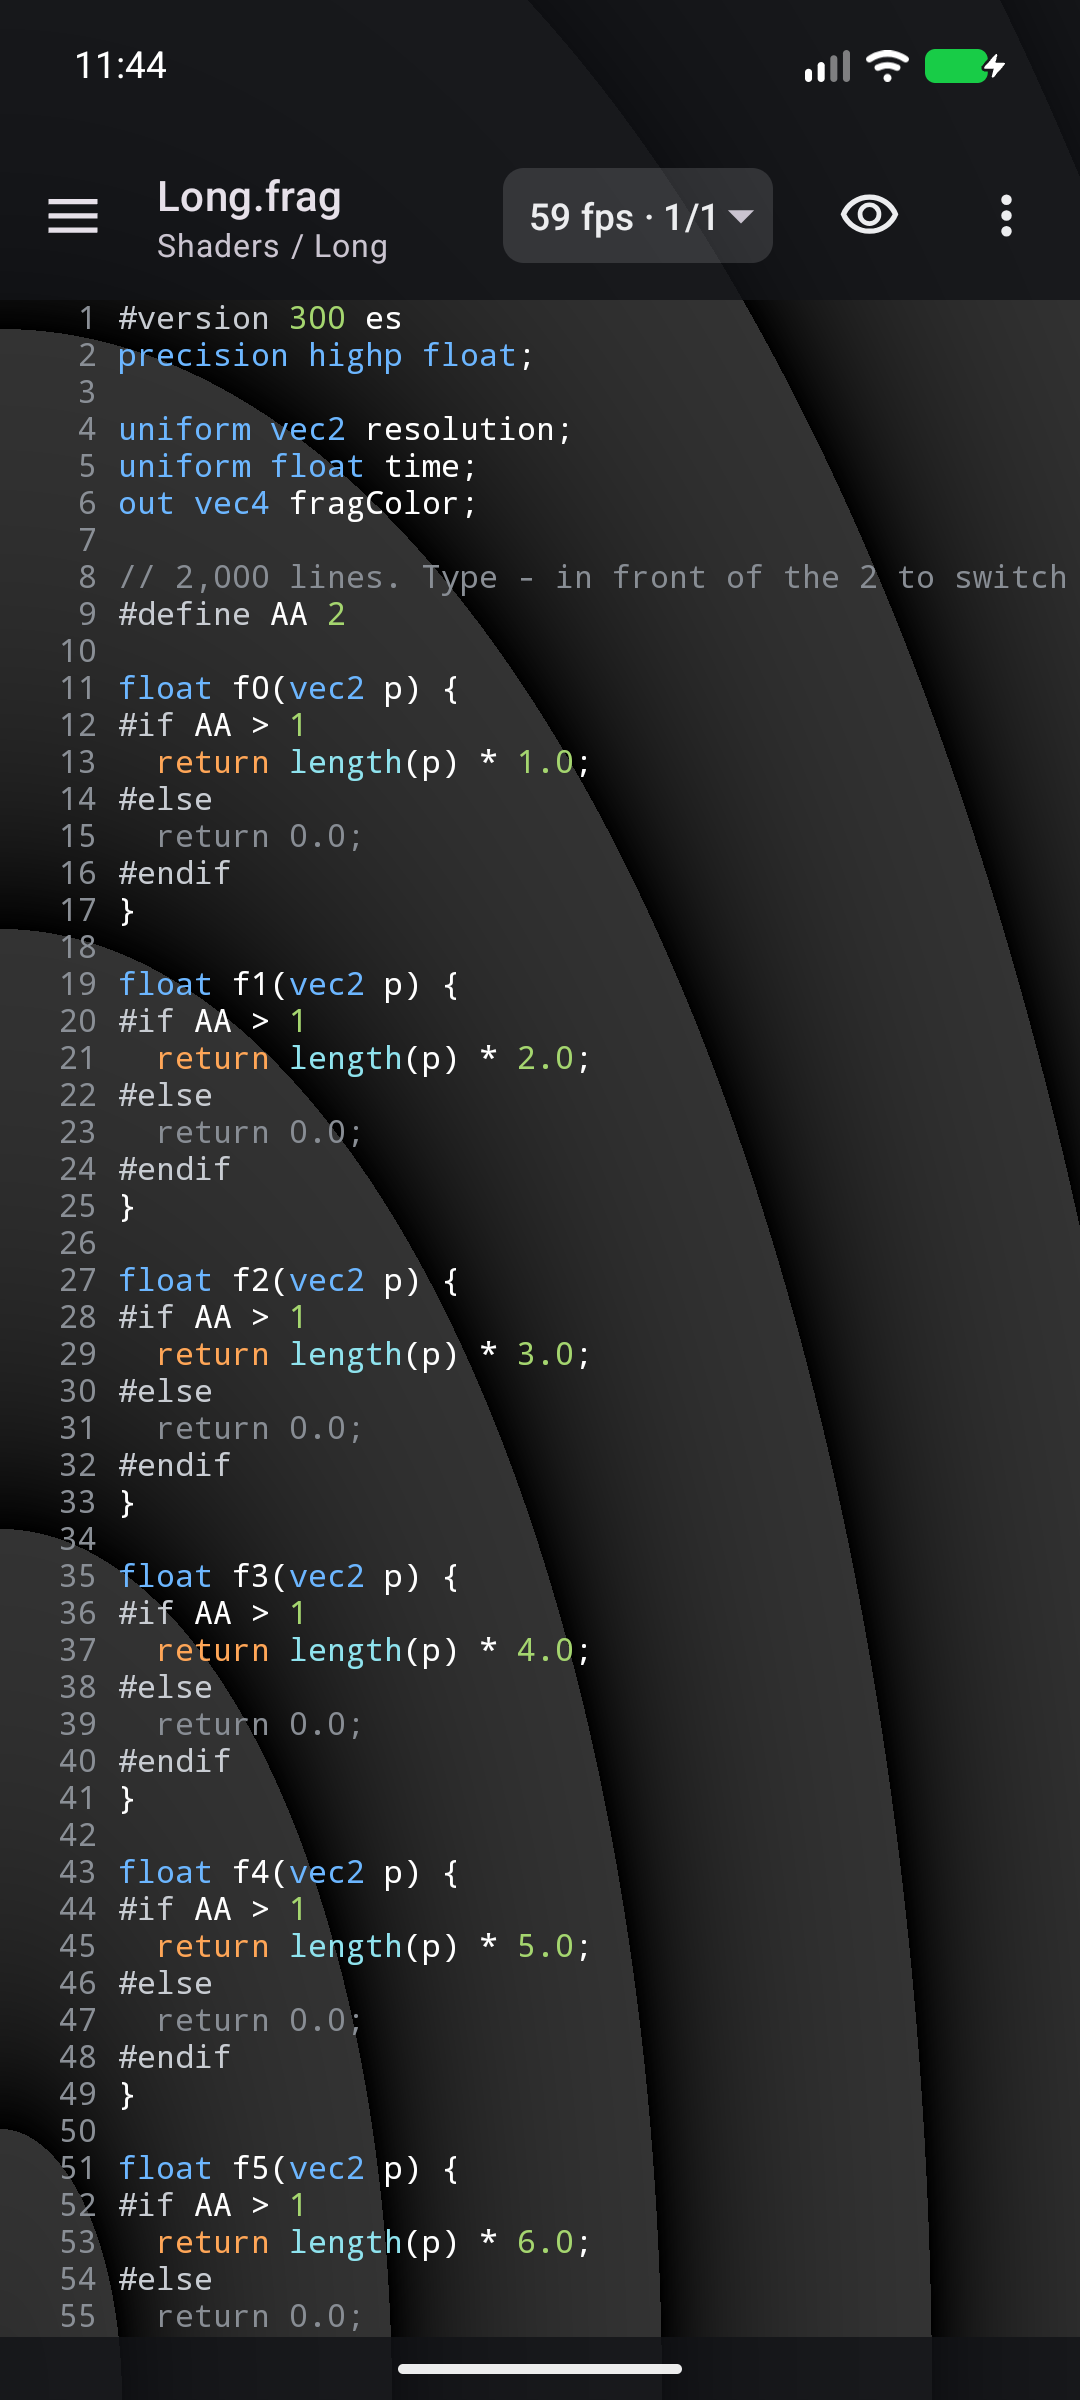 11:44
Long.frag
Shaders / Long
59 fps · 1/1
1 #version 300 es
2 precision highp float;
3
4 uniform vec2 resolution;
5 uniform float time;
6 out vec4 fragColor;
7
8 // 2,000 lines. Type - in front of the 2 to switch
9 #define AA 2
10
11 float f0(vec2 p) {
12 #if AA > 1
13   return length(p) * 1.0;
14 #else
15   return 0.0;
16 #endif
17 }
18
19 float f1(vec2 p) {
20 #if AA > 1
21   return length(p) * 2.0;
22 #else
23   return 0.0;
24 #endif
25 }
26
27 float f2(vec2 p) {
28 #if AA > 1
29   return length(p) * 3.0;
30 #else
31   return 0.0;
32 #endif
33 }
34
35 float f3(vec2 p) {
36 #if AA > 1
37   return length(p) * 4.0;
38 #else
39   return 0.0;
40 #endif
41 }
42
43 float f4(vec2 p) {
44 #if AA > 1
45   return length(p) * 5.0;
46 #else
47   return 0.0;
48 #endif
49 }
50
51 float f5(vec2 p) {
52 #if AA > 1
53   return length(p) * 6.0;
54 #else
55   return 0.0;